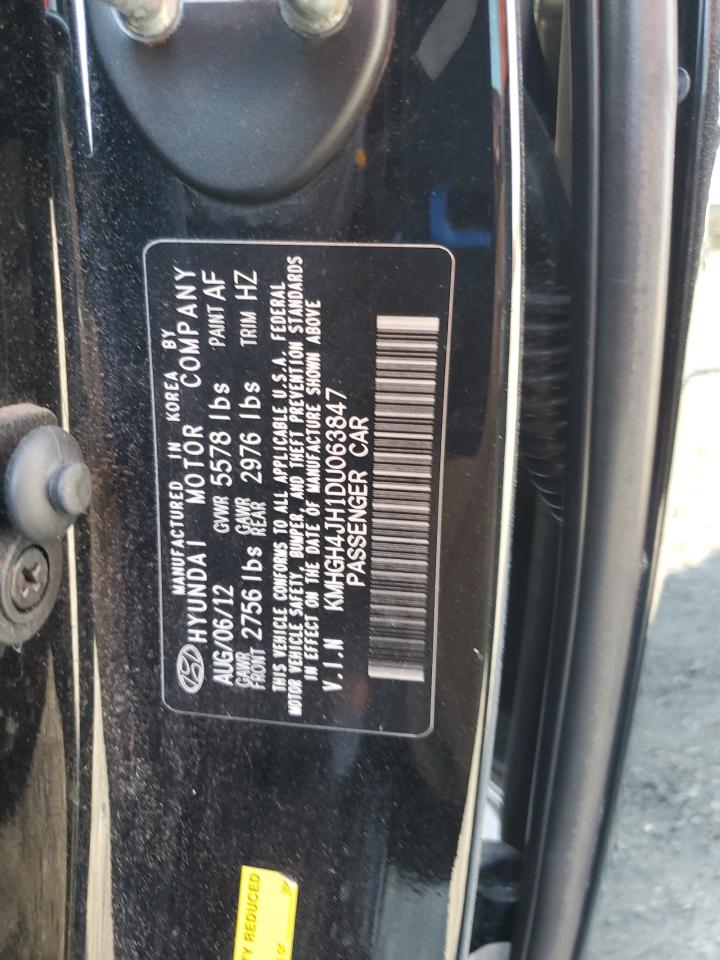 MANUFACTURED IN KOREA BY
HYUNDAI MOTOR COMPANY
AUG/06/12 GVWR 5578 lbs PAINT AF
GAWR FRONT 2756 lbs GAWR REAR 2976 lbs TRIM HZ
THIS VEHICLE CONFORMS TO ALL APPLICABLE U.S.A. FEDERAL
MOTOR VEHICLE SAFETY, BUMPER, AND THEFT PREVENTION STANDARDS
IN EFFECT ON THE DATE OF MANUFACTURE SHOWN ABOVE
V.I.N KMHGH4JH1DU063847
PASSENGER CAR
TY REDUCED